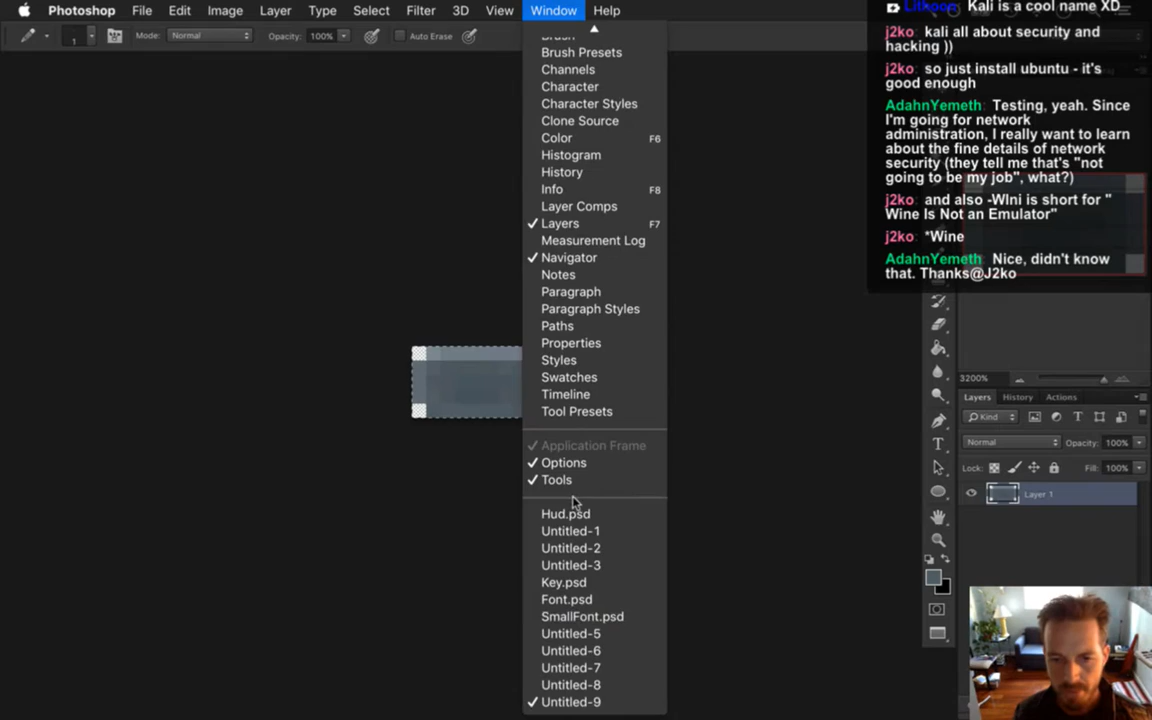 Photoshop File Edit Image Layer Type Select Filter 3D View Window Help
1 Mode: Normal Opacity: 100% Auto Erase
Brush Presets
Channels
Character
Character Styles
Clone Source
Color F6
Histogram
History
Info F8
Layer Comps
Layers F7
Measurement Log
Navigator
Notes
Paragraph
Paragraph Styles
Paths
Properties
Styles
Swatches
Timeline
Tool Presets
Application Frame
Options
Tools
Hud.psd
Untitled-1
Untitled-2
Untitled-3
Key.psd
Font.psd
SmallFont.psd
Untitled-5
Untitled-6
Untitled-7
Untitled-8
Untitled-9
Kali is a cool name XD
j2ko: kali all about security and
hacking ))
j2ko: so just install ubuntu - it's
good enough
AdahnYemeth: Testing, yeah. Since
I'm going for network
administration, I really want to learn
about the fine details of network
security (they tell me that's "not
going to be my job", what?)
j2ko: and also -WIni is short for "
Wine Is Not an Emulator"
j2ko: *Wine
AdahnYemeth: Nice, didn't know
that. Thanks@J2ko
3200%
Layers History Actions
Kind
Normal Opacity: 100%
Lock: Fill: 100%
Layer 1